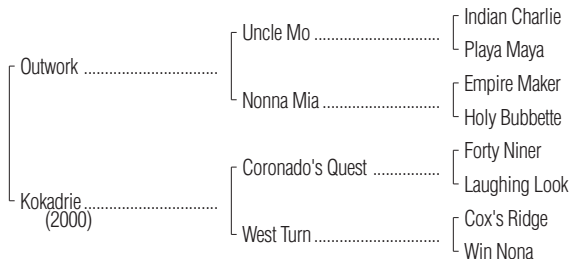 Indian Charlie
Uncle Mo ..........................
Playa Maya
Outwork ............................
Empire Maker
Nonna Mia ..........................
Holy Bubbette
Forty Niner
Coronado's Quest ..............
Laughing Look
Kokadrie ............................
(2000)
Cox's Ridge
West Turn ..........................
Win Nona